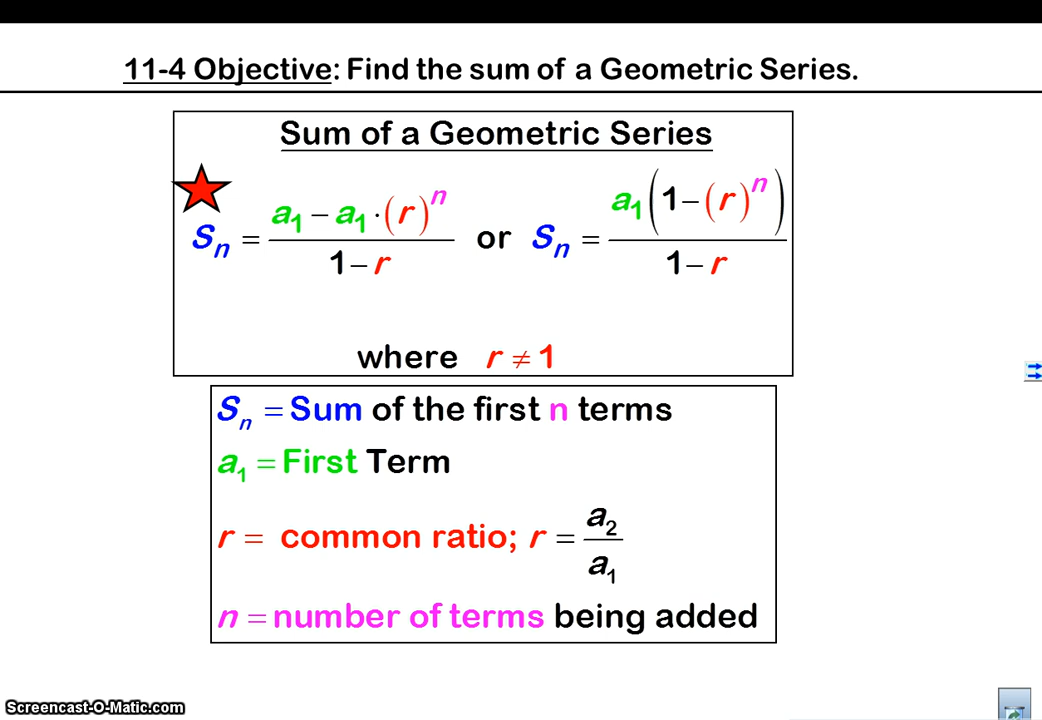 11-4 Objective: Find the sum of a Geometric Series.
Sum of a Geometric Series
Sₙ = (a₁ − a₁ · (r)ⁿ) / (1 − r) or Sₙ = (a₁(1 − (r)ⁿ)) / (1 − r)
where r ≠ 1
Sₙ = Sum of the first n terms
a₁ = First Term
r = common ratio; r = a₂ / a₁
n = number of terms being added
Screencast-O-Matic.com